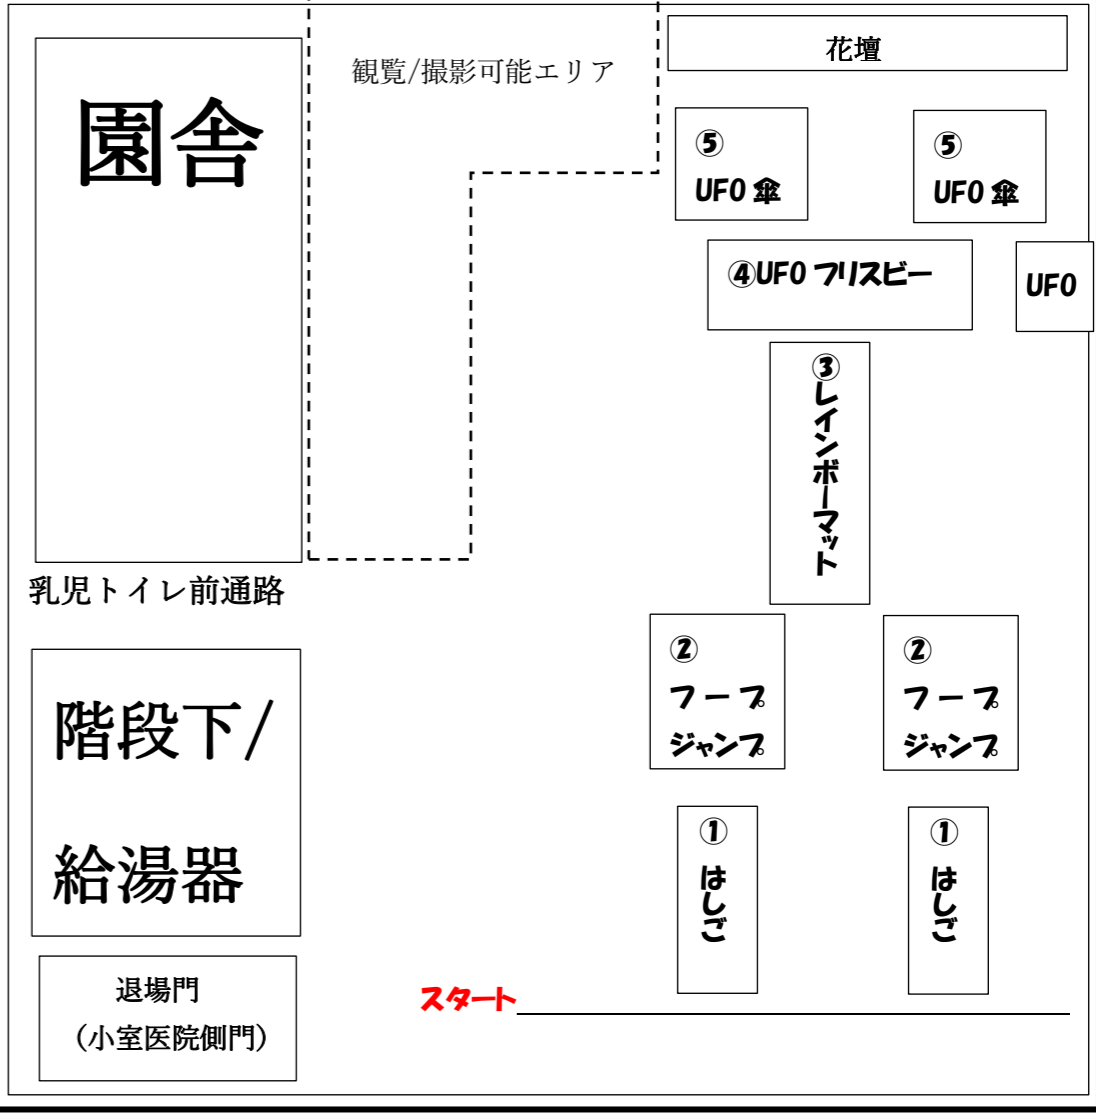 園舎
観覧/撮影可能エリア
花壇
⑤
UFO 傘
⑤
UFO 傘
④UFO フリスビー
UFO
③レインボーマット
乳児トイレ前通路
②
フープ
ジャンプ
②
フープ
ジャンプ
階段下/
給湯器
①はしご
①はしご
退場門
（小室医院側門）
スタート